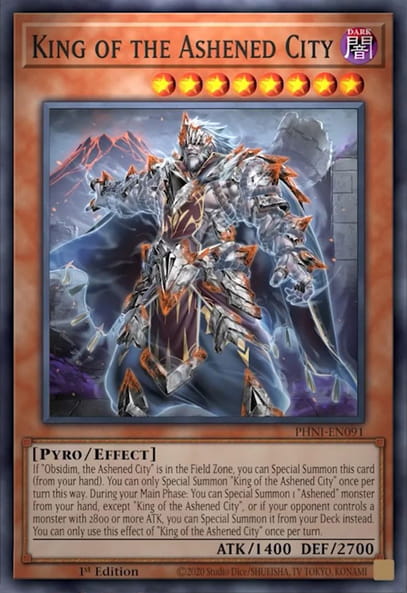 KING OF THE ASHENED CITY
DARK
闇
PHNI-EN091
[PYRO/EFFECT]
If "Obsidim, the Ashened City" is in the Field Zone, you can Special Summon this card
(from your hand). You can only Special Summon "King of the Ashened City" once per
turn this way. During your Main Phase: You can Special Summon 1 "Ashened" monster
from your hand, except "King of the Ashened City", or if your opponent controls a
monster with 2800 or more ATK, you can Special Summon it from your Deck instead.
You can only use this effect of "King of the Ashened City" once per turn.
ATK/1400 DEF/2700
1st Edition
©2020 Studio Dice/SHUEISHA, TV TOKYO, KONAMI